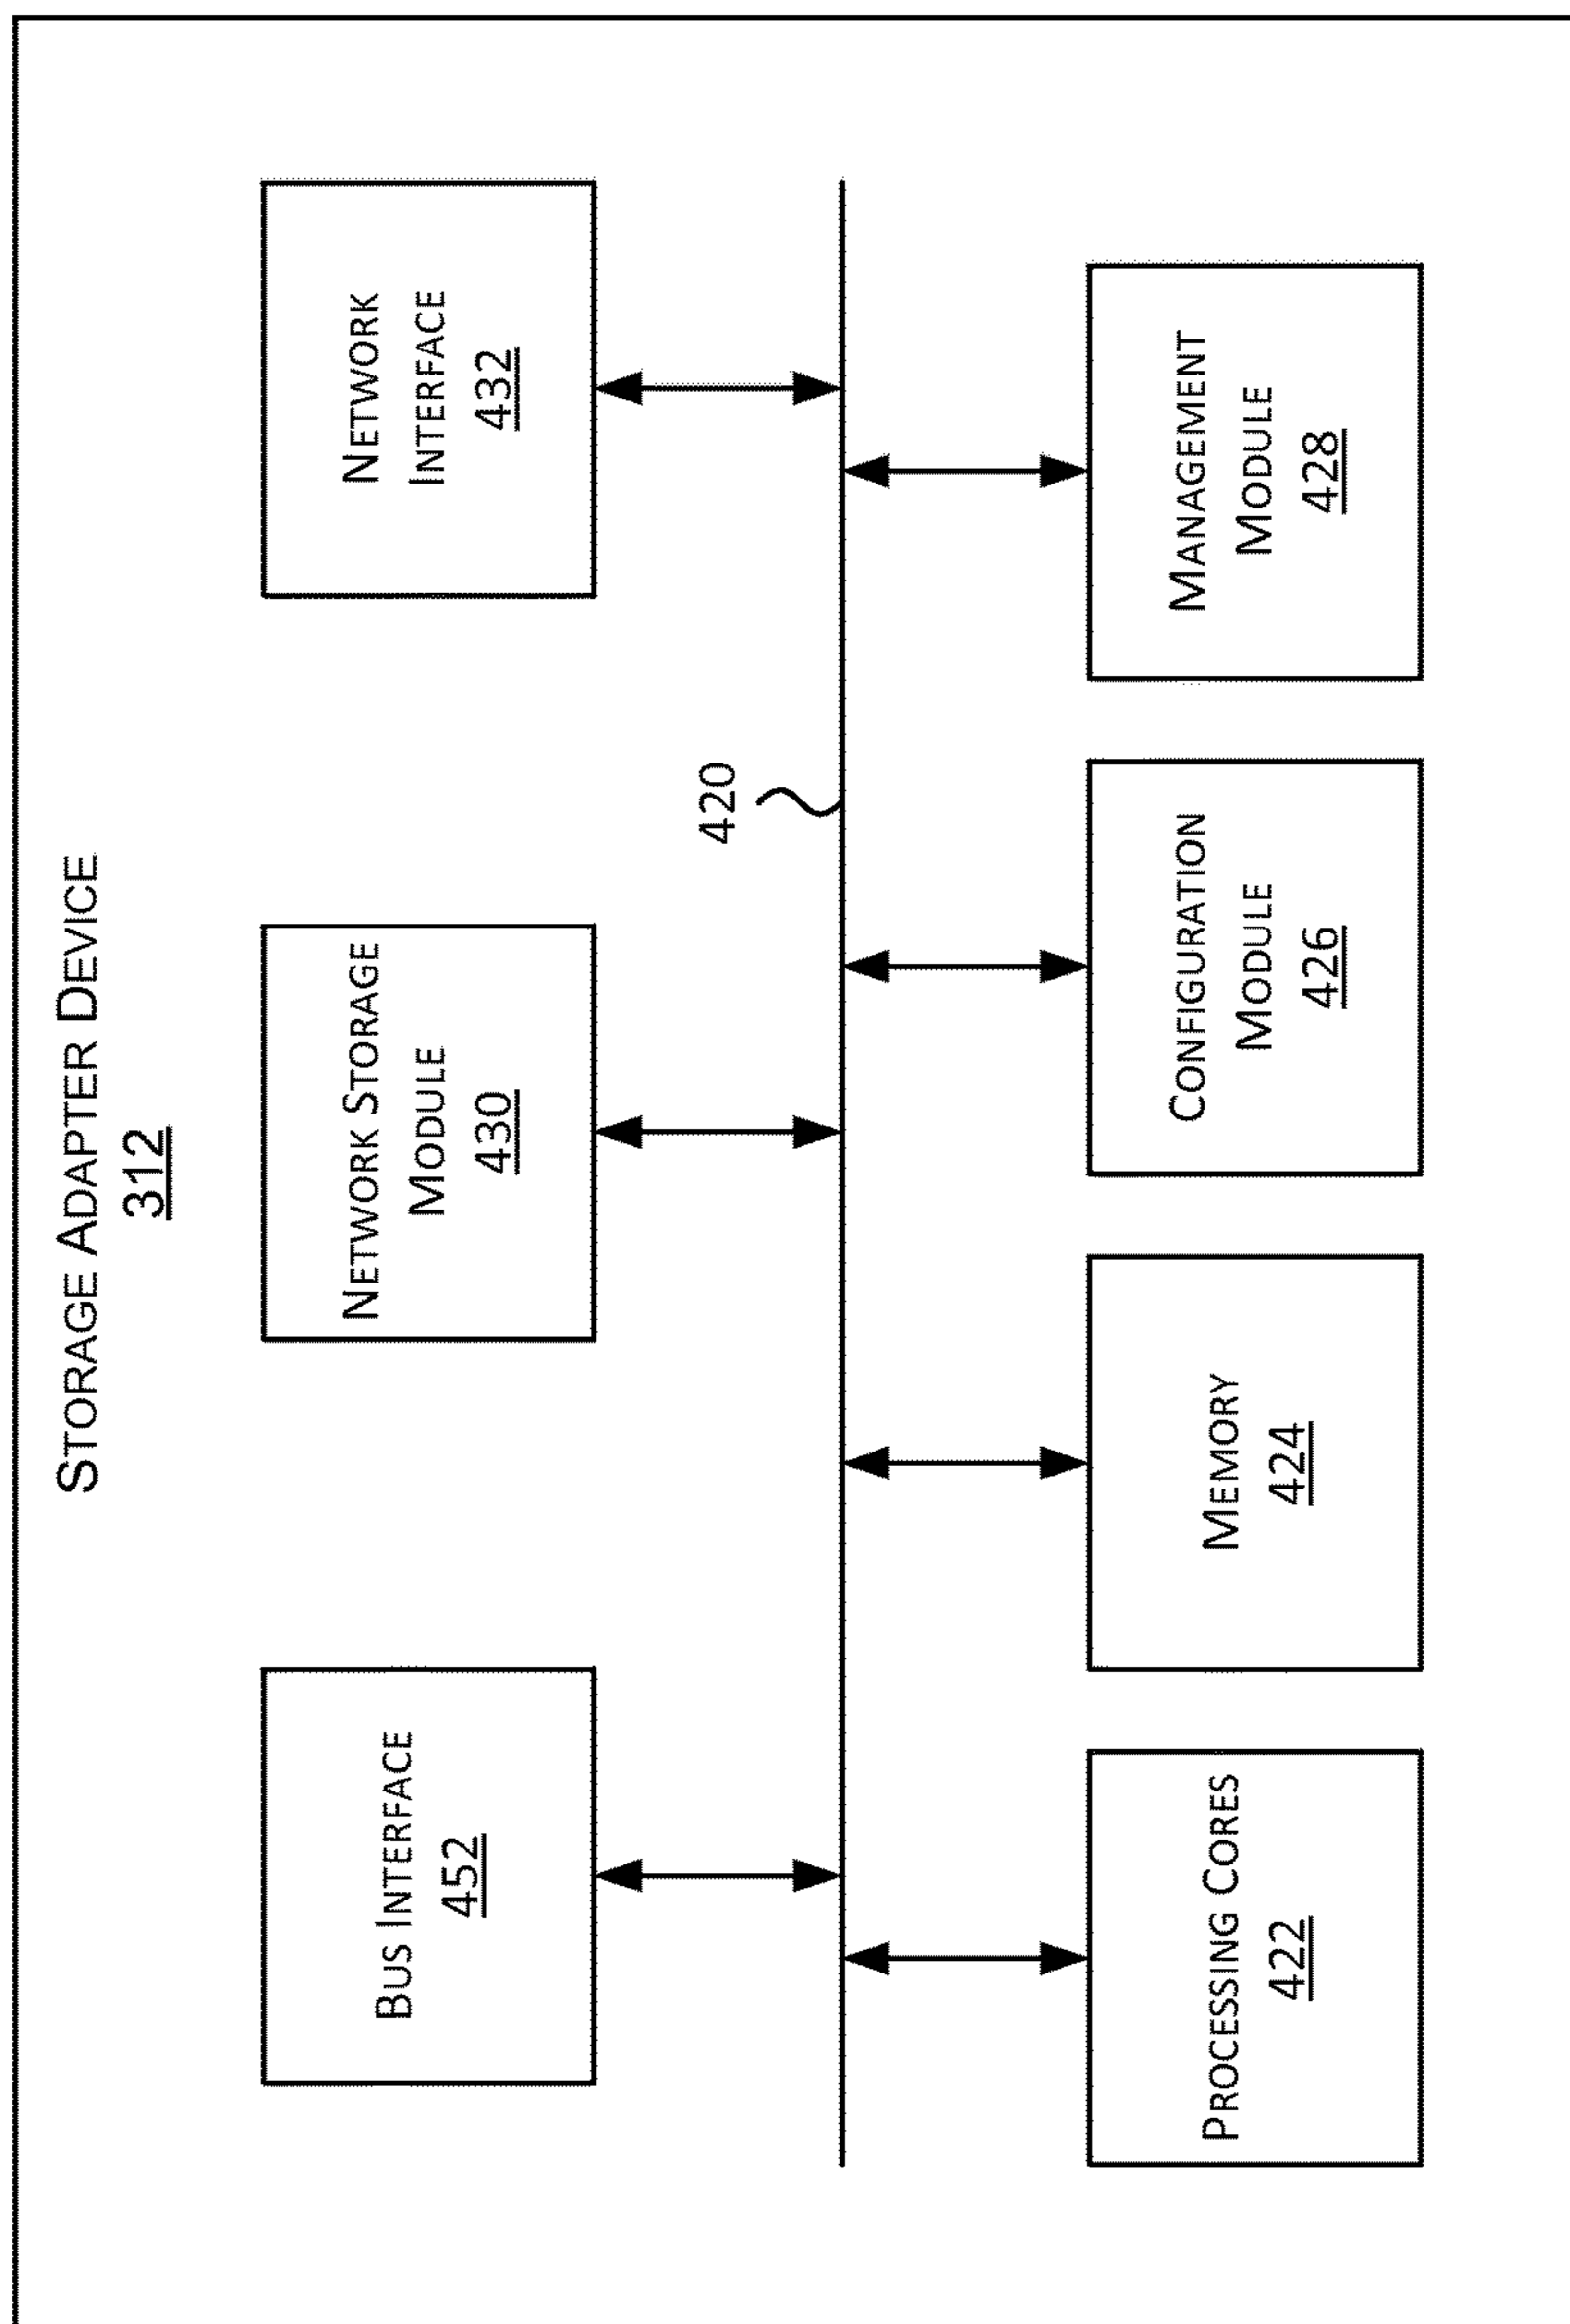 STORAGE ADAPTER DEVICE
312
BUS INTERFACE
452
NETWORK STORAGE
MODULE
430
NETWORK
INTERFACE
432
420
PROCESSING CORES
422
MEMORY
424
CONFIGURATION
MODULE
426
MANAGEMENT
MODULE
428